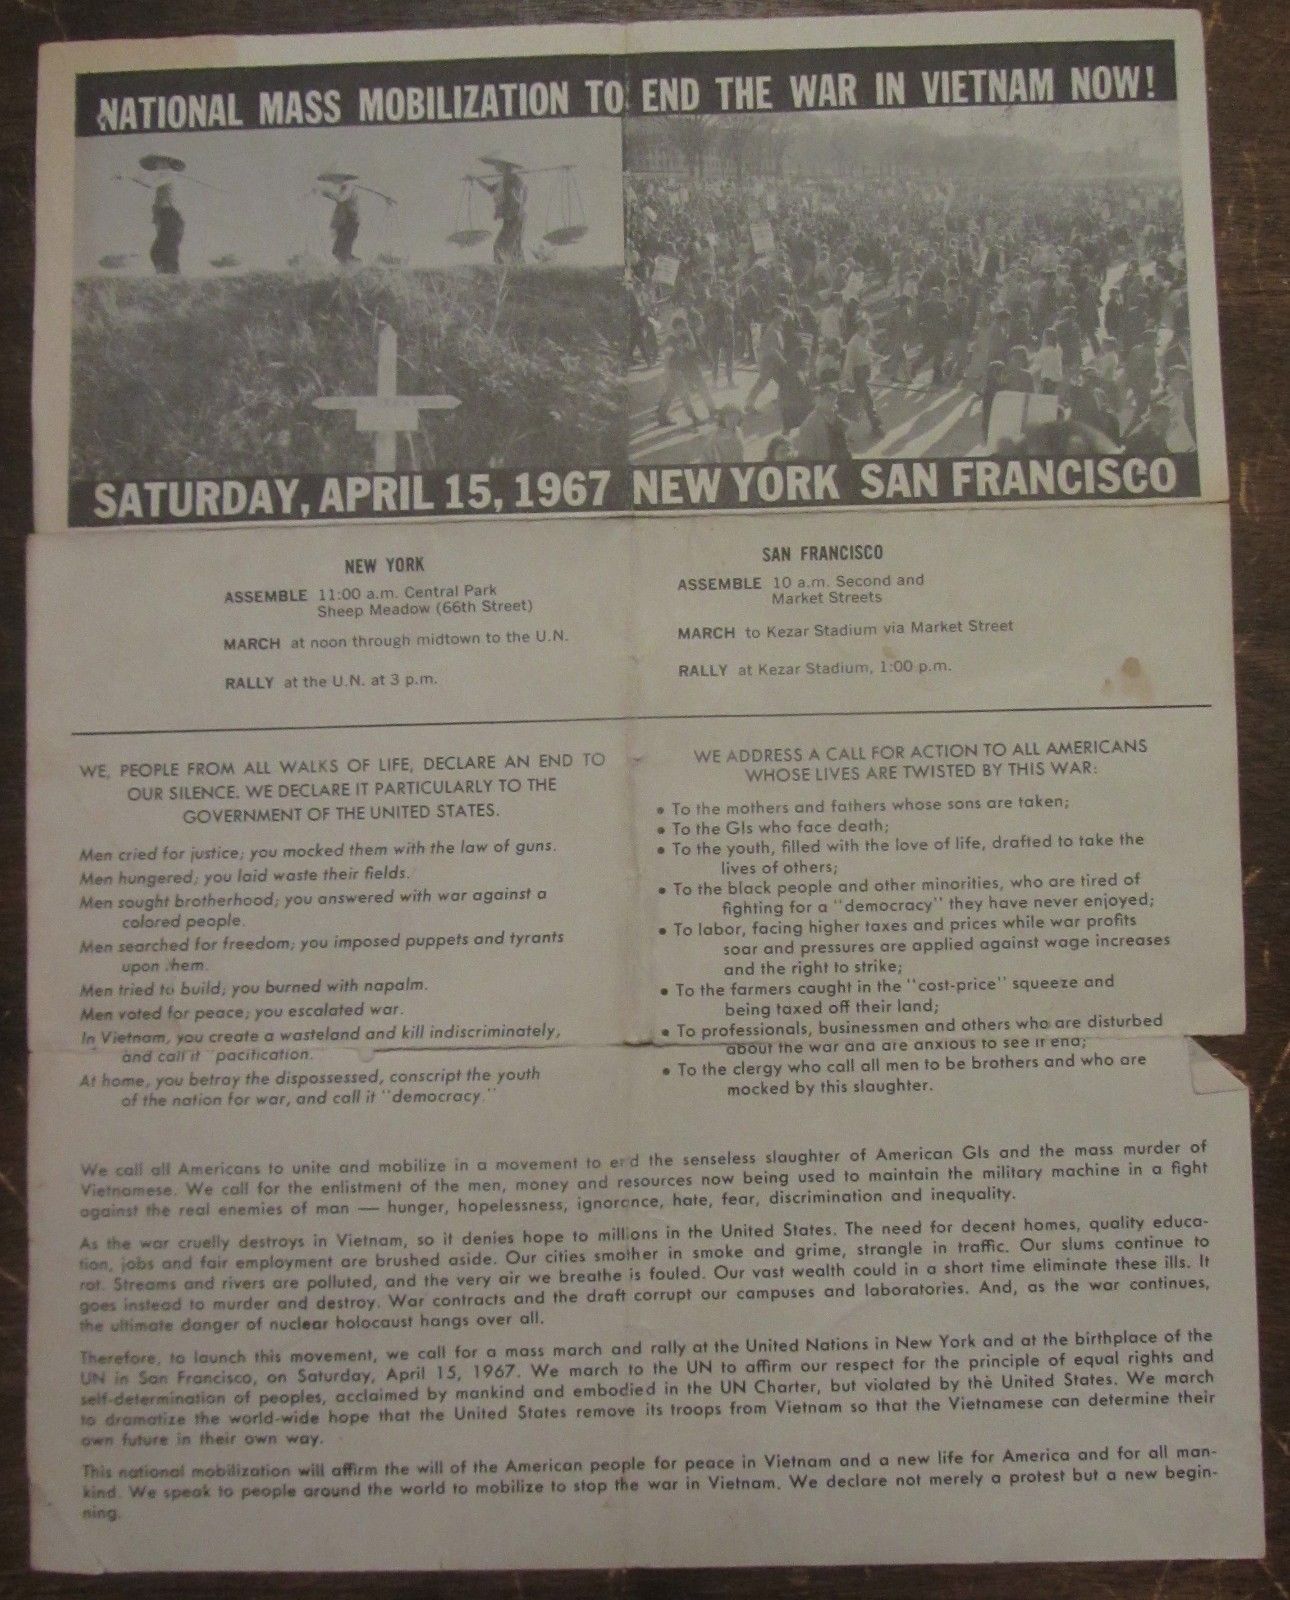 NATIONAL MASS MOBILIZATION TO END THE WAR IN VIETNAM NOW!
SATURDAY, APRIL 15, 1967 NEW YORK SAN FRANCISCO
NEW YORK
ASSEMBLE 11:00 a.m. Central Park
Sheep Meadow (66th Street)
MARCH at noon through midtown to the U.N.
RALLY at the U.N. at 3 p.m.
SAN FRANCISCO
ASSEMBLE 10 a.m. Second and
Market Streets
MARCH to Kezar Stadium via Market Street
RALLY at Kezar Stadium, 1:00 p.m.
WE, PEOPLE FROM ALL WALKS OF LIFE, DECLARE AN END TO
OUR SILENCE. WE DECLARE IT PARTICULARLY TO THE
GOVERNMENT OF THE UNITED STATES.
Men cried for justice; you mocked them with the law of guns.
Men hungered; you laid waste their fields.
Men sought brotherhood; you answered with war against a
colored people.
Men searched for freedom; you imposed puppets and tyrants
upon them.
Men tried to build; you burned with napalm.
Men voted for peace; you escalated war.
In Vietnam, you create a wasteland and kill indiscriminately,
and call it "pacification.
At home, you betray the dispossessed, conscript the youth
of the nation for war, and call it "democracy."
WE ADDRESS A CALL FOR ACTION TO ALL AMERICANS
WHOSE LIVES ARE TWISTED BY THIS WAR:
• To the mothers and fathers whose sons are taken;
• To the GIs who face death;
• To the youth, filled with the love of life, drafted to take the
lives of others;
• To the black people and other minorities, who are tired of
fighting for a "democracy" they have never enjoyed;
• To labor, facing higher taxes and prices while war profits
soar and pressures are applied against wage increases
and the right to strike;
• To the farmers caught in the "cost-price" squeeze and
being taxed off their land;
• To professionals, businessmen and others who are disturbed
about the war and are anxious to see it end;
• To the clergy who call all men to be brothers and who are
mocked by this slaughter.
We call all Americans to unite and mobilize in a movement to end the senseless slaughter of American GIs and the mass murder of
Vietnamese. We call for the enlistment of the men, money and resources now being used to maintain the military machine in a fight
against the real enemies of man — hunger, hopelessness, ignorance, hate, fear, discrimination and inequality.
As the war cruelly destroys in Vietnam, so it denies hope to millions in the United States. The need for decent homes, quality educa-
tion, jobs and fair employment are brushed aside. Our cities smother in smoke and grime, strangle in traffic. Our slums continue to
rot. Streams and rivers are polluted, and the very air we breathe is fouled. Our vast wealth could in a short time eliminate these ills. It
goes instead to murder and destroy. War contracts and the draft corrupt our campuses and laboratories. And, as the war continues,
the ultimate danger of nuclear holocaust hangs over all.
Therefore, to launch this movement, we call for a mass march and rally at the United Nations in New York and at the birthplace of the
UN in San Francisco, on Saturday, April 15, 1967. We march to the UN to affirm our respect for the principle of equal rights and
self-determination of peoples, acclaimed by mankind and embodied in the UN Charter, but violated by the United States. We march
to dramatize the world-wide hope that the United States remove its troops from Vietnam so that the Vietnamese can determine their
own future in their own way.
This national mobilization will affirm the will of the American people for peace in Vietnam and a new life for America and for all man-
kind. We speak to people around the world to mobilize to stop the war in Vietnam. We declare not merely a protest but a new begin-
ning.